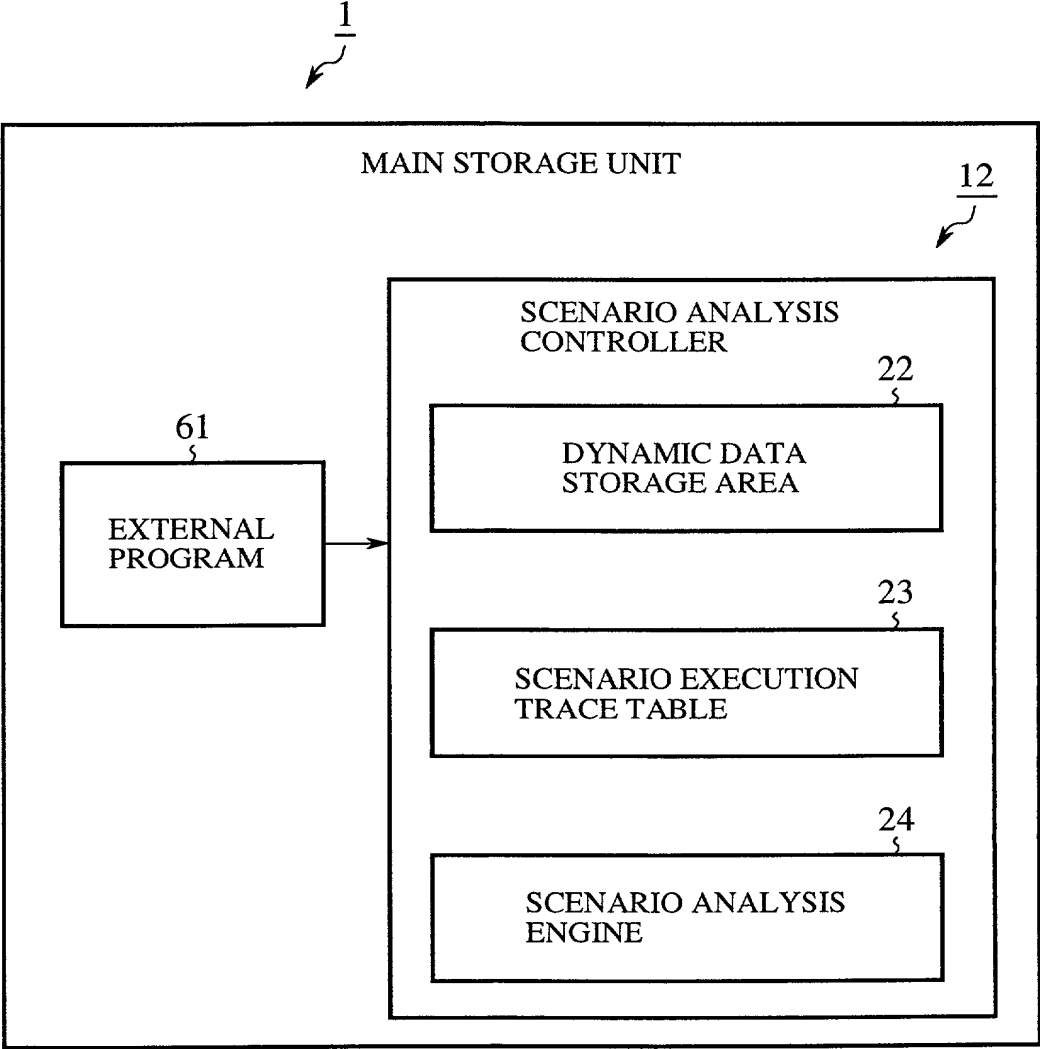 1
MAIN STORAGE UNIT
12
SCENARIO ANALYSIS
CONTROLLER
22
DYNAMIC DATA
STORAGE AREA
61
EXTERNAL
PROGRAM
23
SCENARIO EXECUTION
TRACE TABLE
24
SCENARIO ANALYSIS
ENGINE